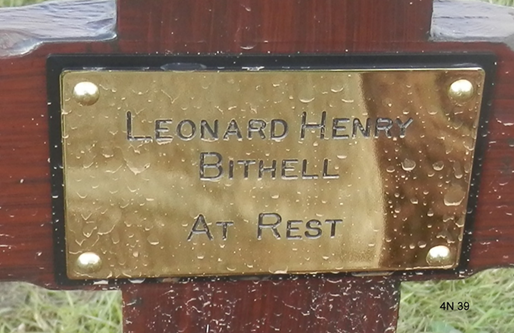 Leonard Henry
Bithell
At Rest
4N.39